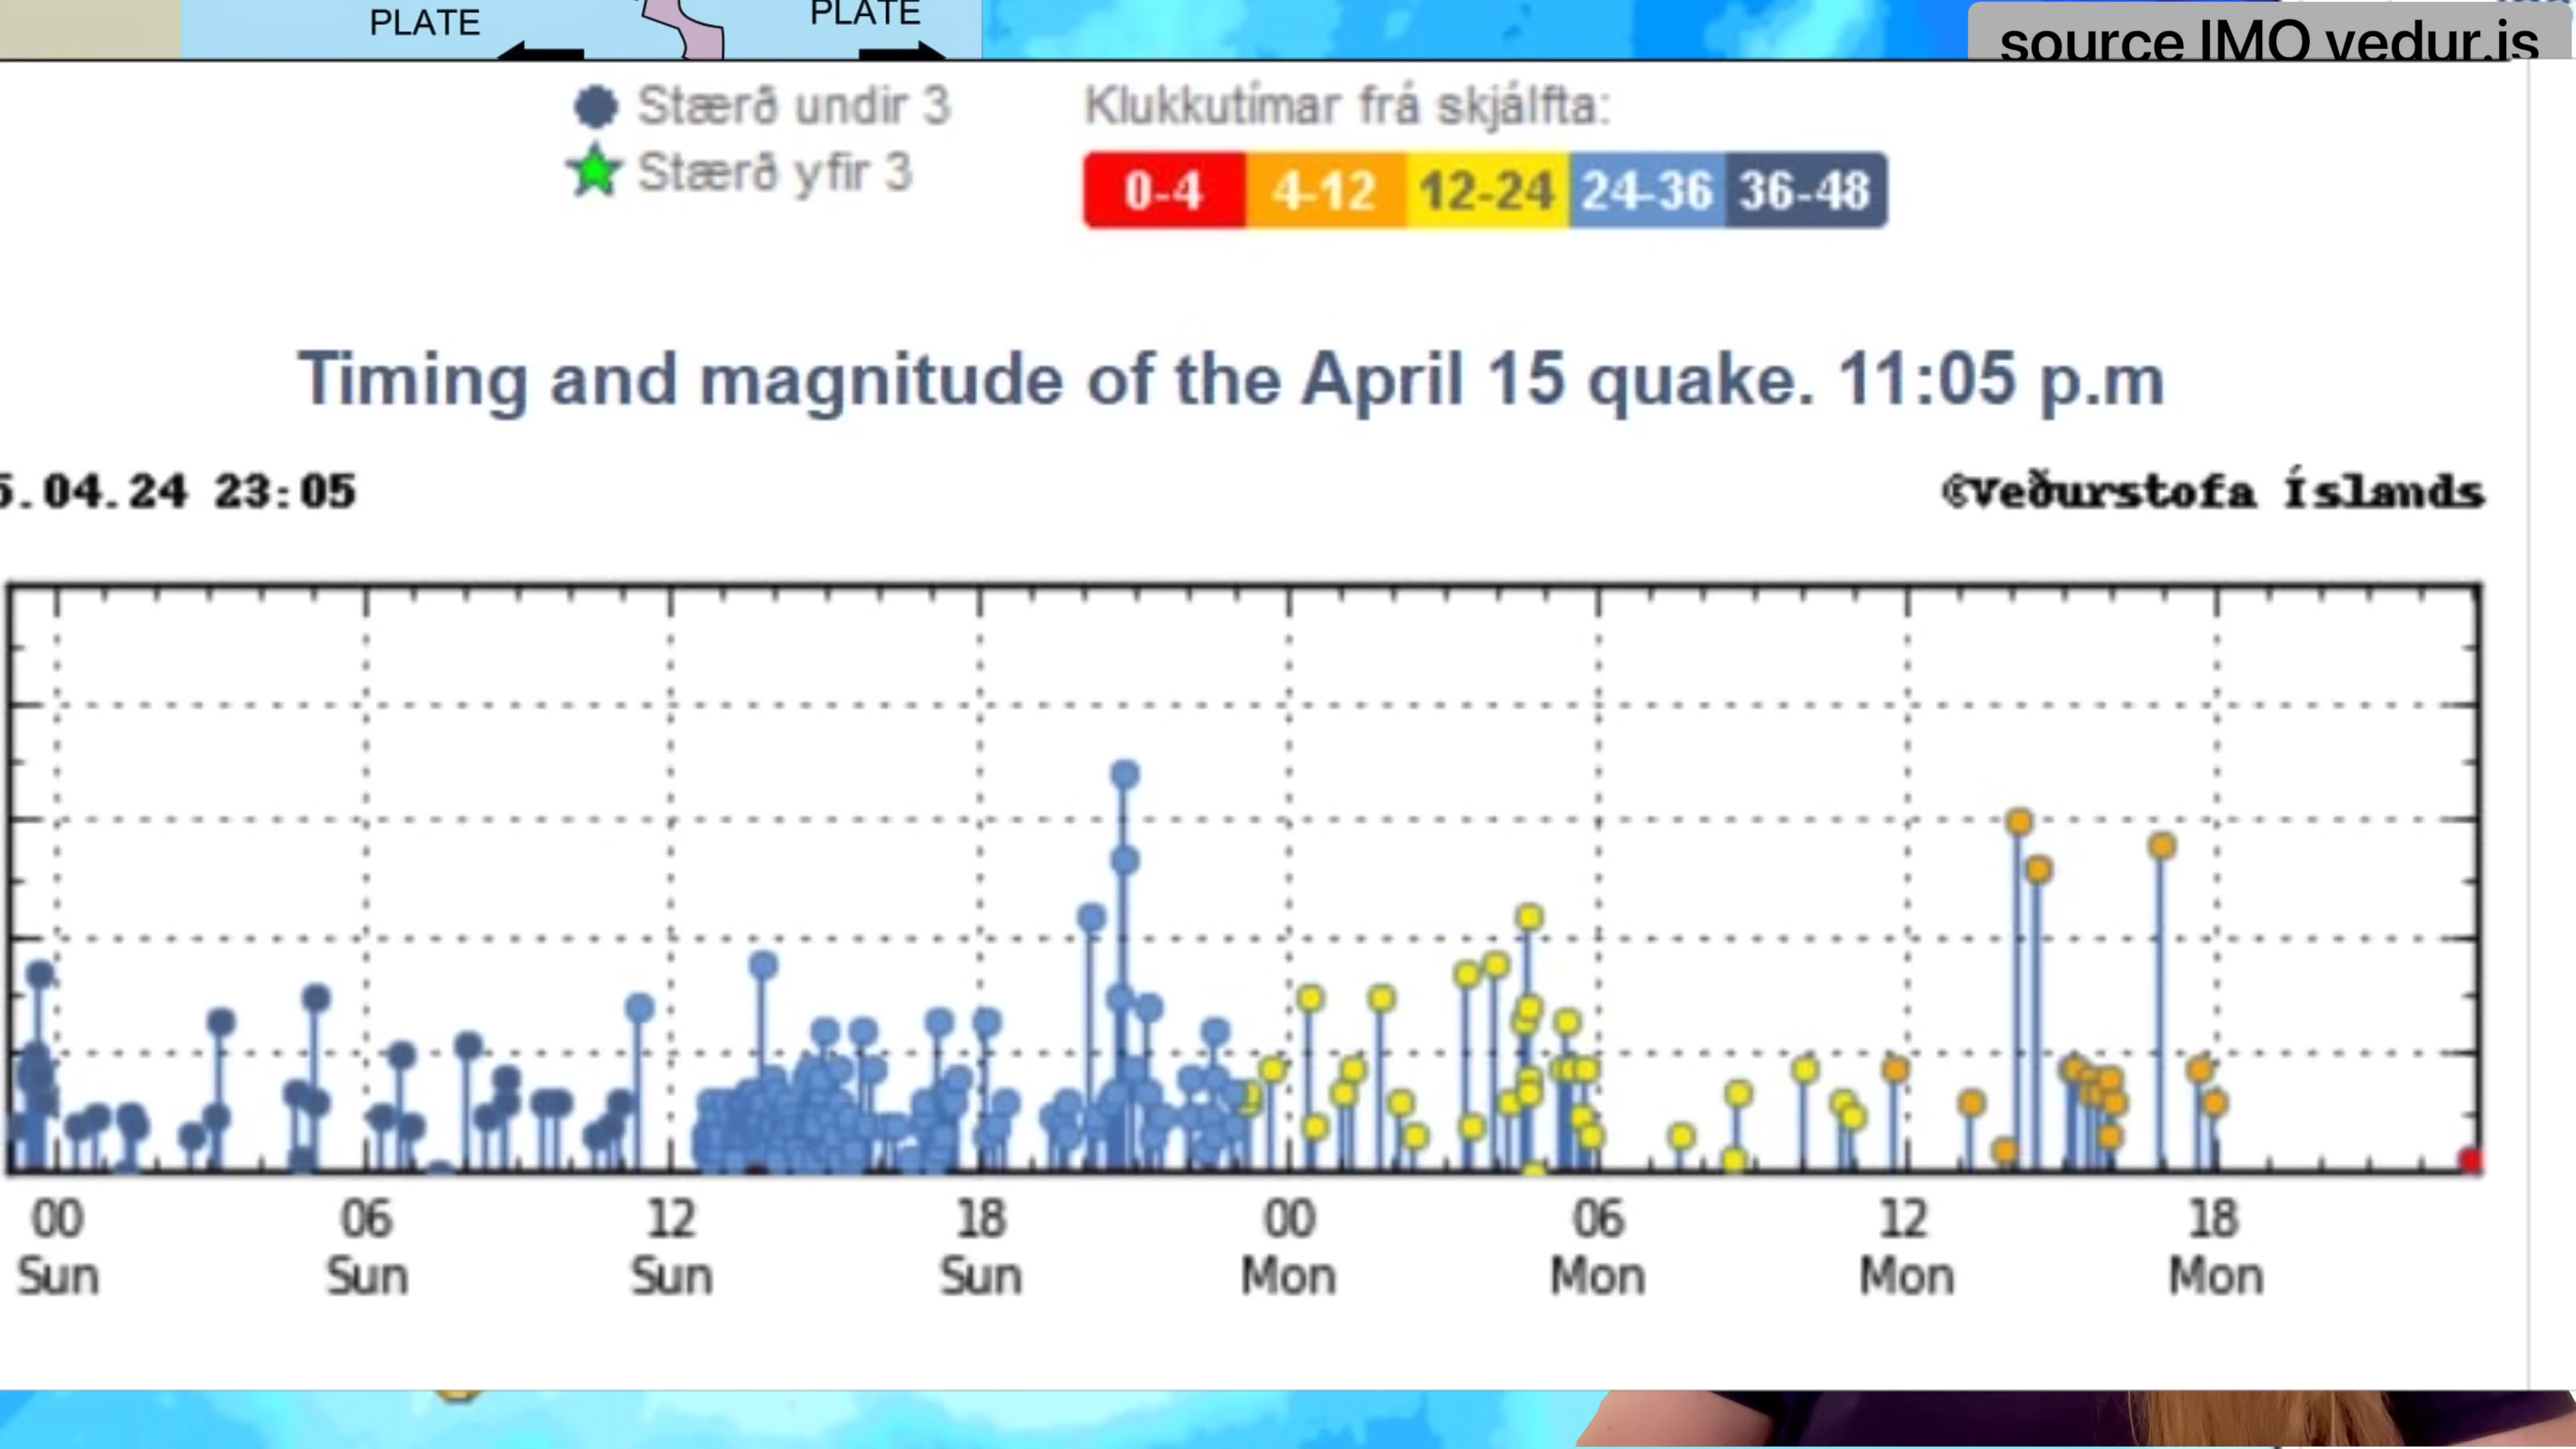 PLATE
PLATE
source IMO vedur.is
Stærð undir 3
Stærð yfir 3
Klukkutímar frá skjálfta:
0-4 4-12 12-24 24-36 36-48
Timing and magnitude of the April 15 quake. 11:05 p.m
5.04.24 23:05
©Veðurstofa Íslands
00 06 12 18 00 06 12 18
Sun Sun Sun Sun Mon Mon Mon Mon